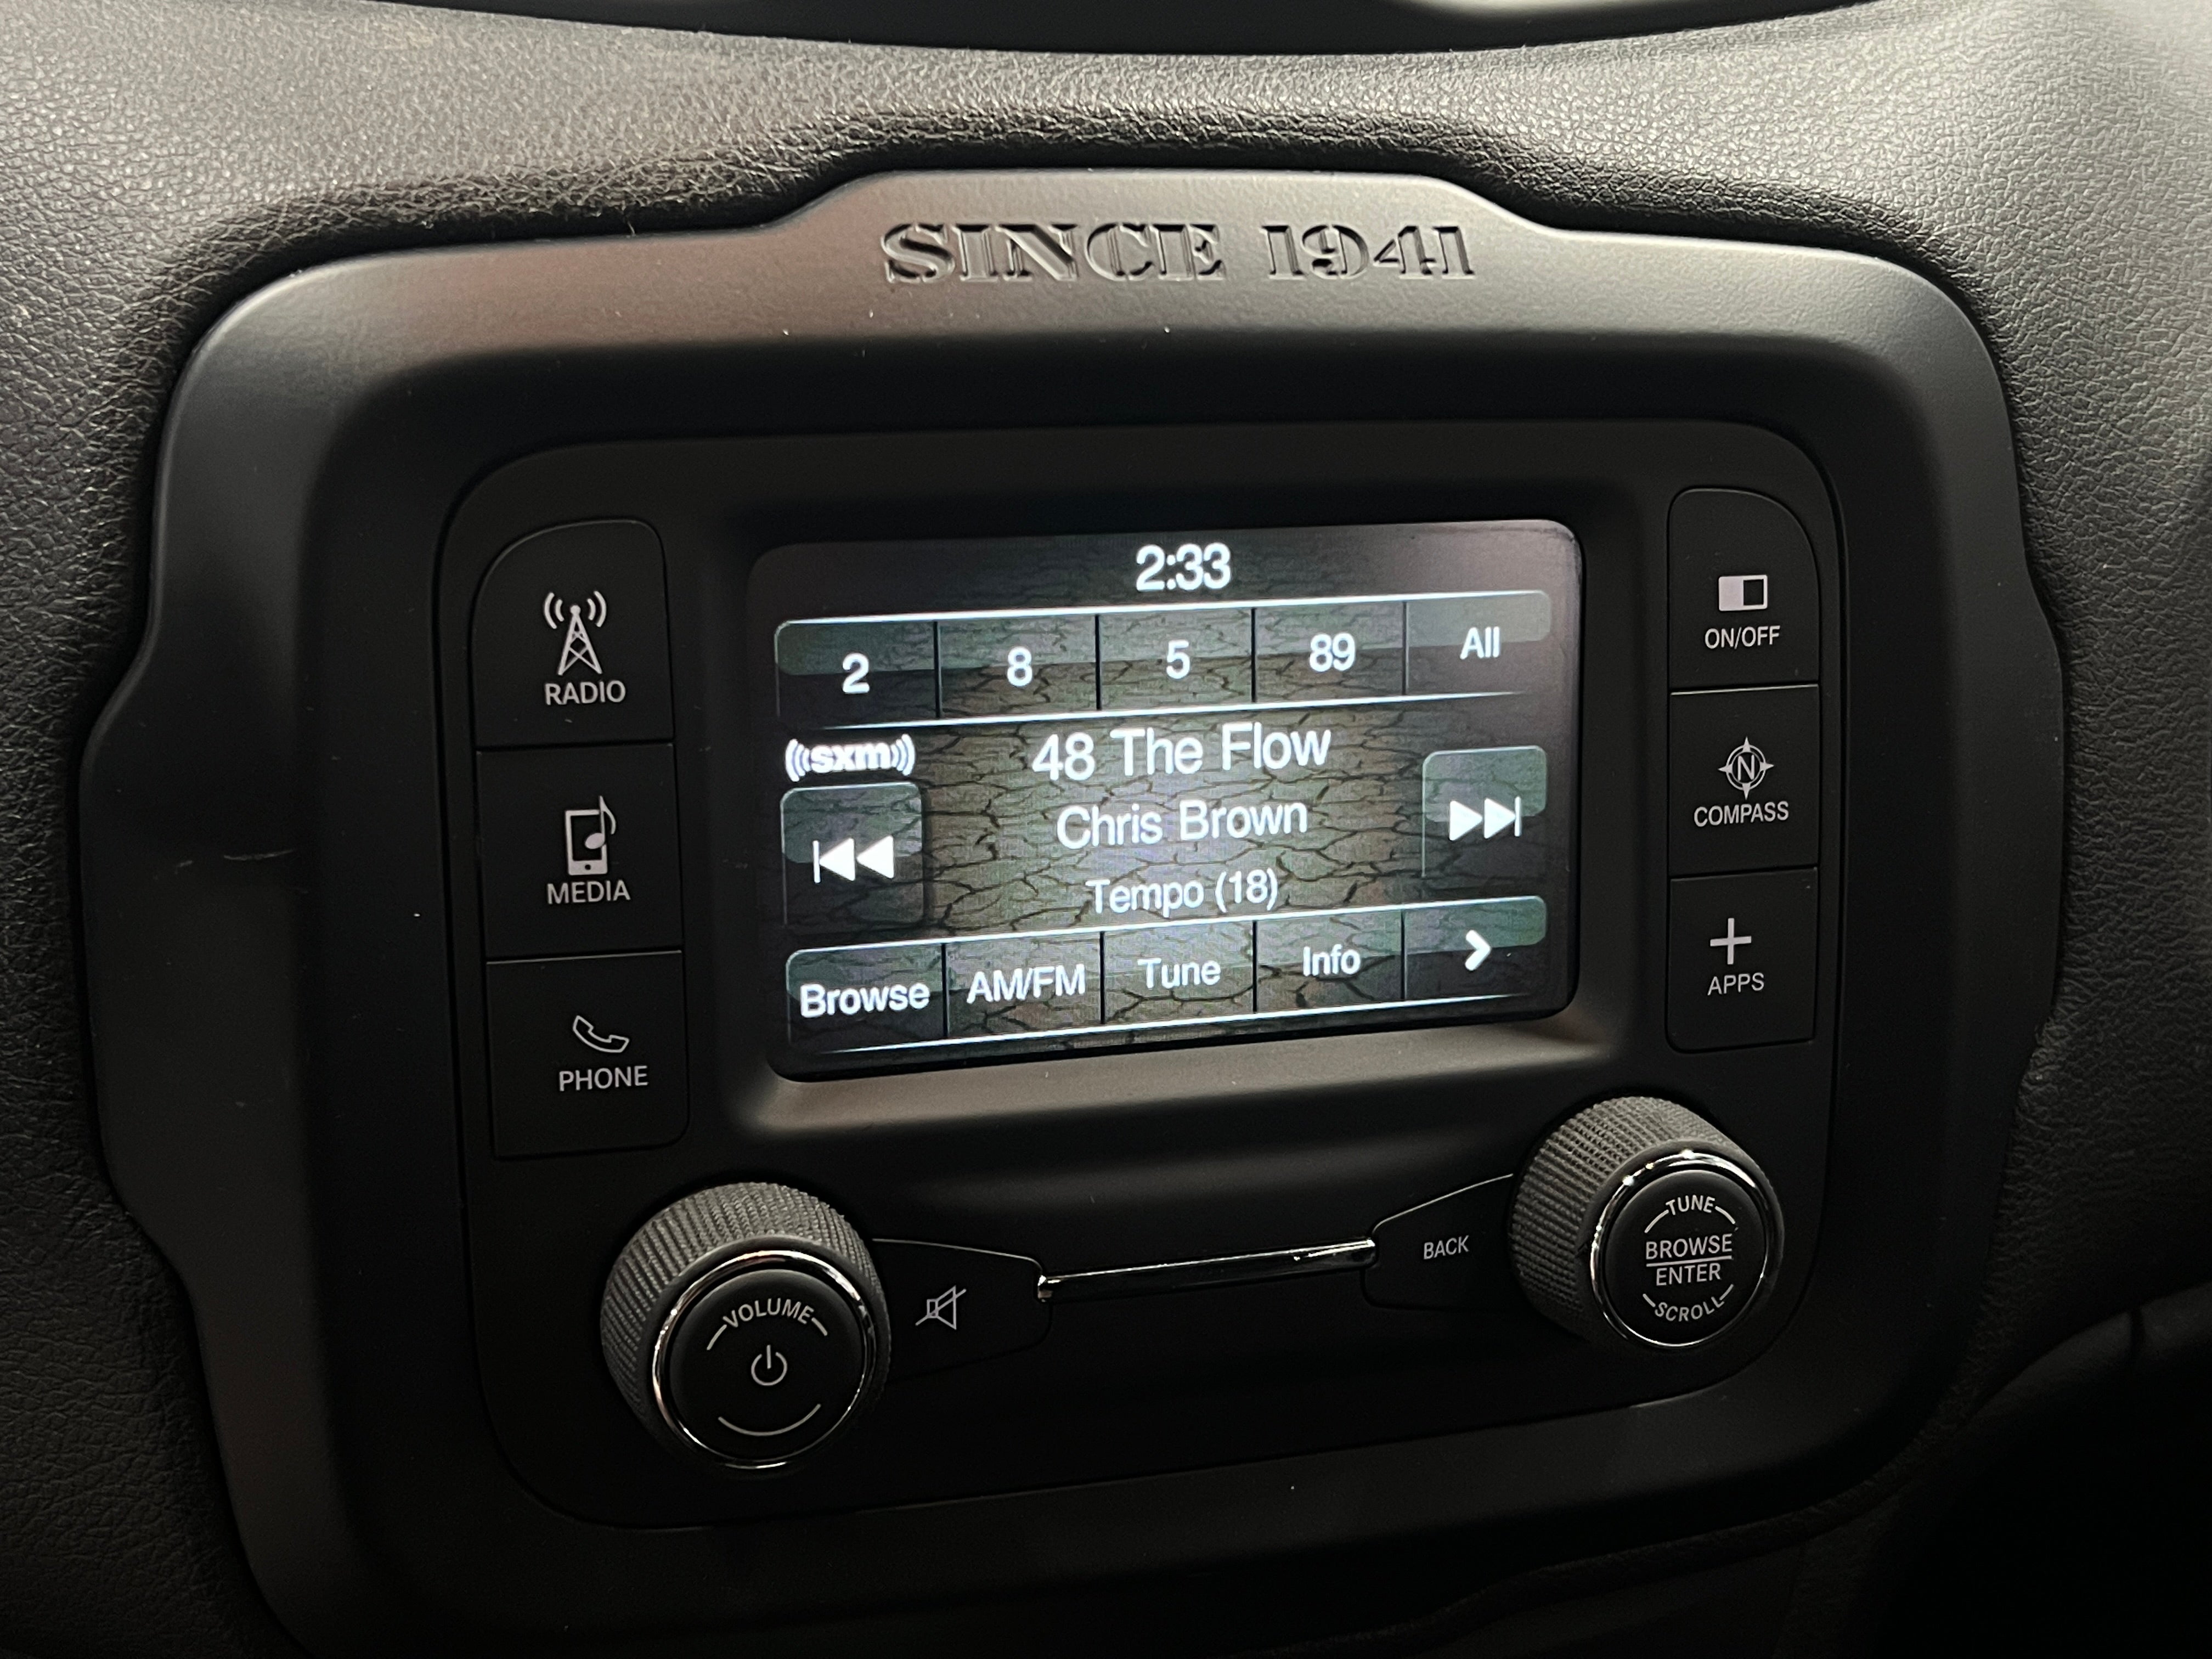 SINCE 1941
2:33
2 8 5 89 All
((sxm)) 48 The Flow
Chris Brown
Tempo (18)
Browse AM/FM Tune Info
RADIO
MEDIA
PHONE
ON/OFF
N
COMPASS
APPS
VOLUME
BACK
TUNE
BROWSE
ENTER
SCROLL